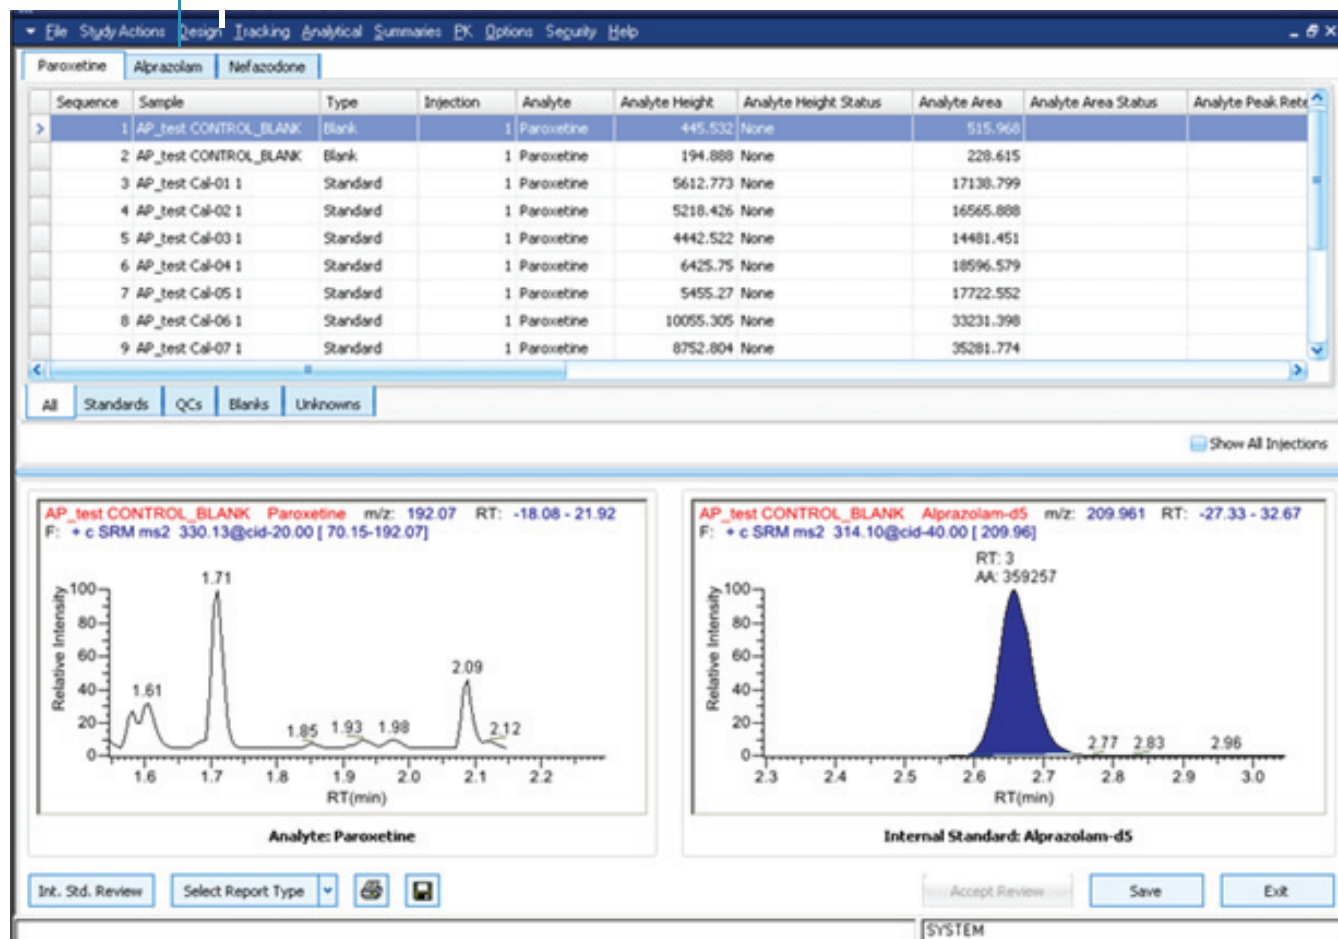 File Study Actions Design Tracking Analytical Summaries PK Options Security Help
Paroxetine Alprazolam Nefazodone
Sequence Sample Type Injection Analyte Analyte Height Analyte Height Status Analyte Area Analyte Area Status Analyte Peak Rete
1 AP_test CONTROL_BLANK Blank 1 Paroxetine 445.532 None 515.968
2 AP_test CONTROL_BLANK Blank 1 Paroxetine 194.888 None 228.615
3 AP_test Cal-01 1 Standard 1 Paroxetine 5612.773 None 17138.799
4 AP_test Cal-02 1 Standard 1 Paroxetine 5218.426 None 16565.888
5 AP_test Cal-03 1 Standard 1 Paroxetine 4442.522 None 14481.451
6 AP_test Cal-04 1 Standard 1 Paroxetine 6425.75 None 18596.579
7 AP_test Cal-05 1 Standard 1 Paroxetine 5455.27 None 17722.552
8 AP_test Cal-06 1 Standard 1 Paroxetine 10055.305 None 33231.398
9 AP_test Cal-07 1 Standard 1 Paroxetine 8752.804 None 35281.774
All Standards QCs Blanks Unknowns
Show All Injections
AP_test CONTROL_BLANK Paroxetine m/z: 192.07 RT: -18.08 - 21.92
F: + c SRM ms2 330.13@cid-20.00 [ 70.15-192.07]
1.71
100
80
60
40
20
0
Relative Intensity
1.61
1.85 1.93 1.98
2.09
2.12
1.6 1.7 1.8 1.9 2.0 2.1 2.2
RT(min)
Analyte: Paroxetine
AP_test CONTROL_BLANK Alprazolam-d5 m/z: 209.961 RT: -27.33 - 32.67
F: + c SRM ms2 314.10@cid-40.00 [ 209.96]
RT: 3
AA: 359257
100
80
60
40
20
0
Relative Intensity
2.77 2.83 2.96
2.3 2.4 2.5 2.6 2.7 2.8 2.9 3.0
RT(min)
Internal Standard: Alprazolam-d5
Int. Std. Review Select Report Type Accept Review Save Exit
SYSTEM